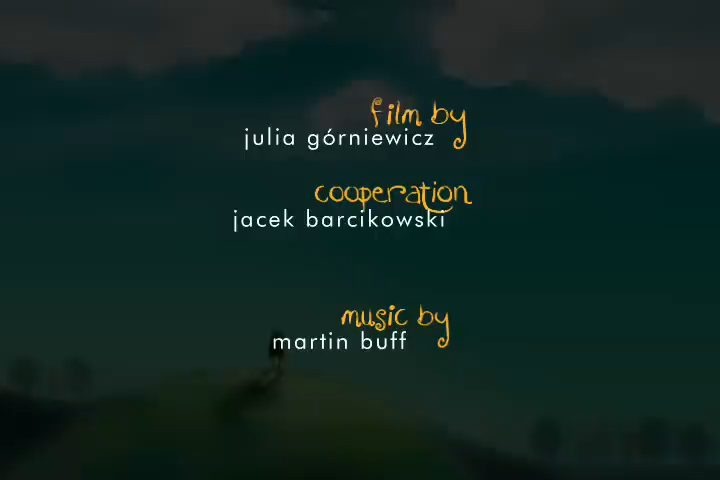 film by
julia górniewicz
cooperation
jacek barcikowski
music by
martin buff